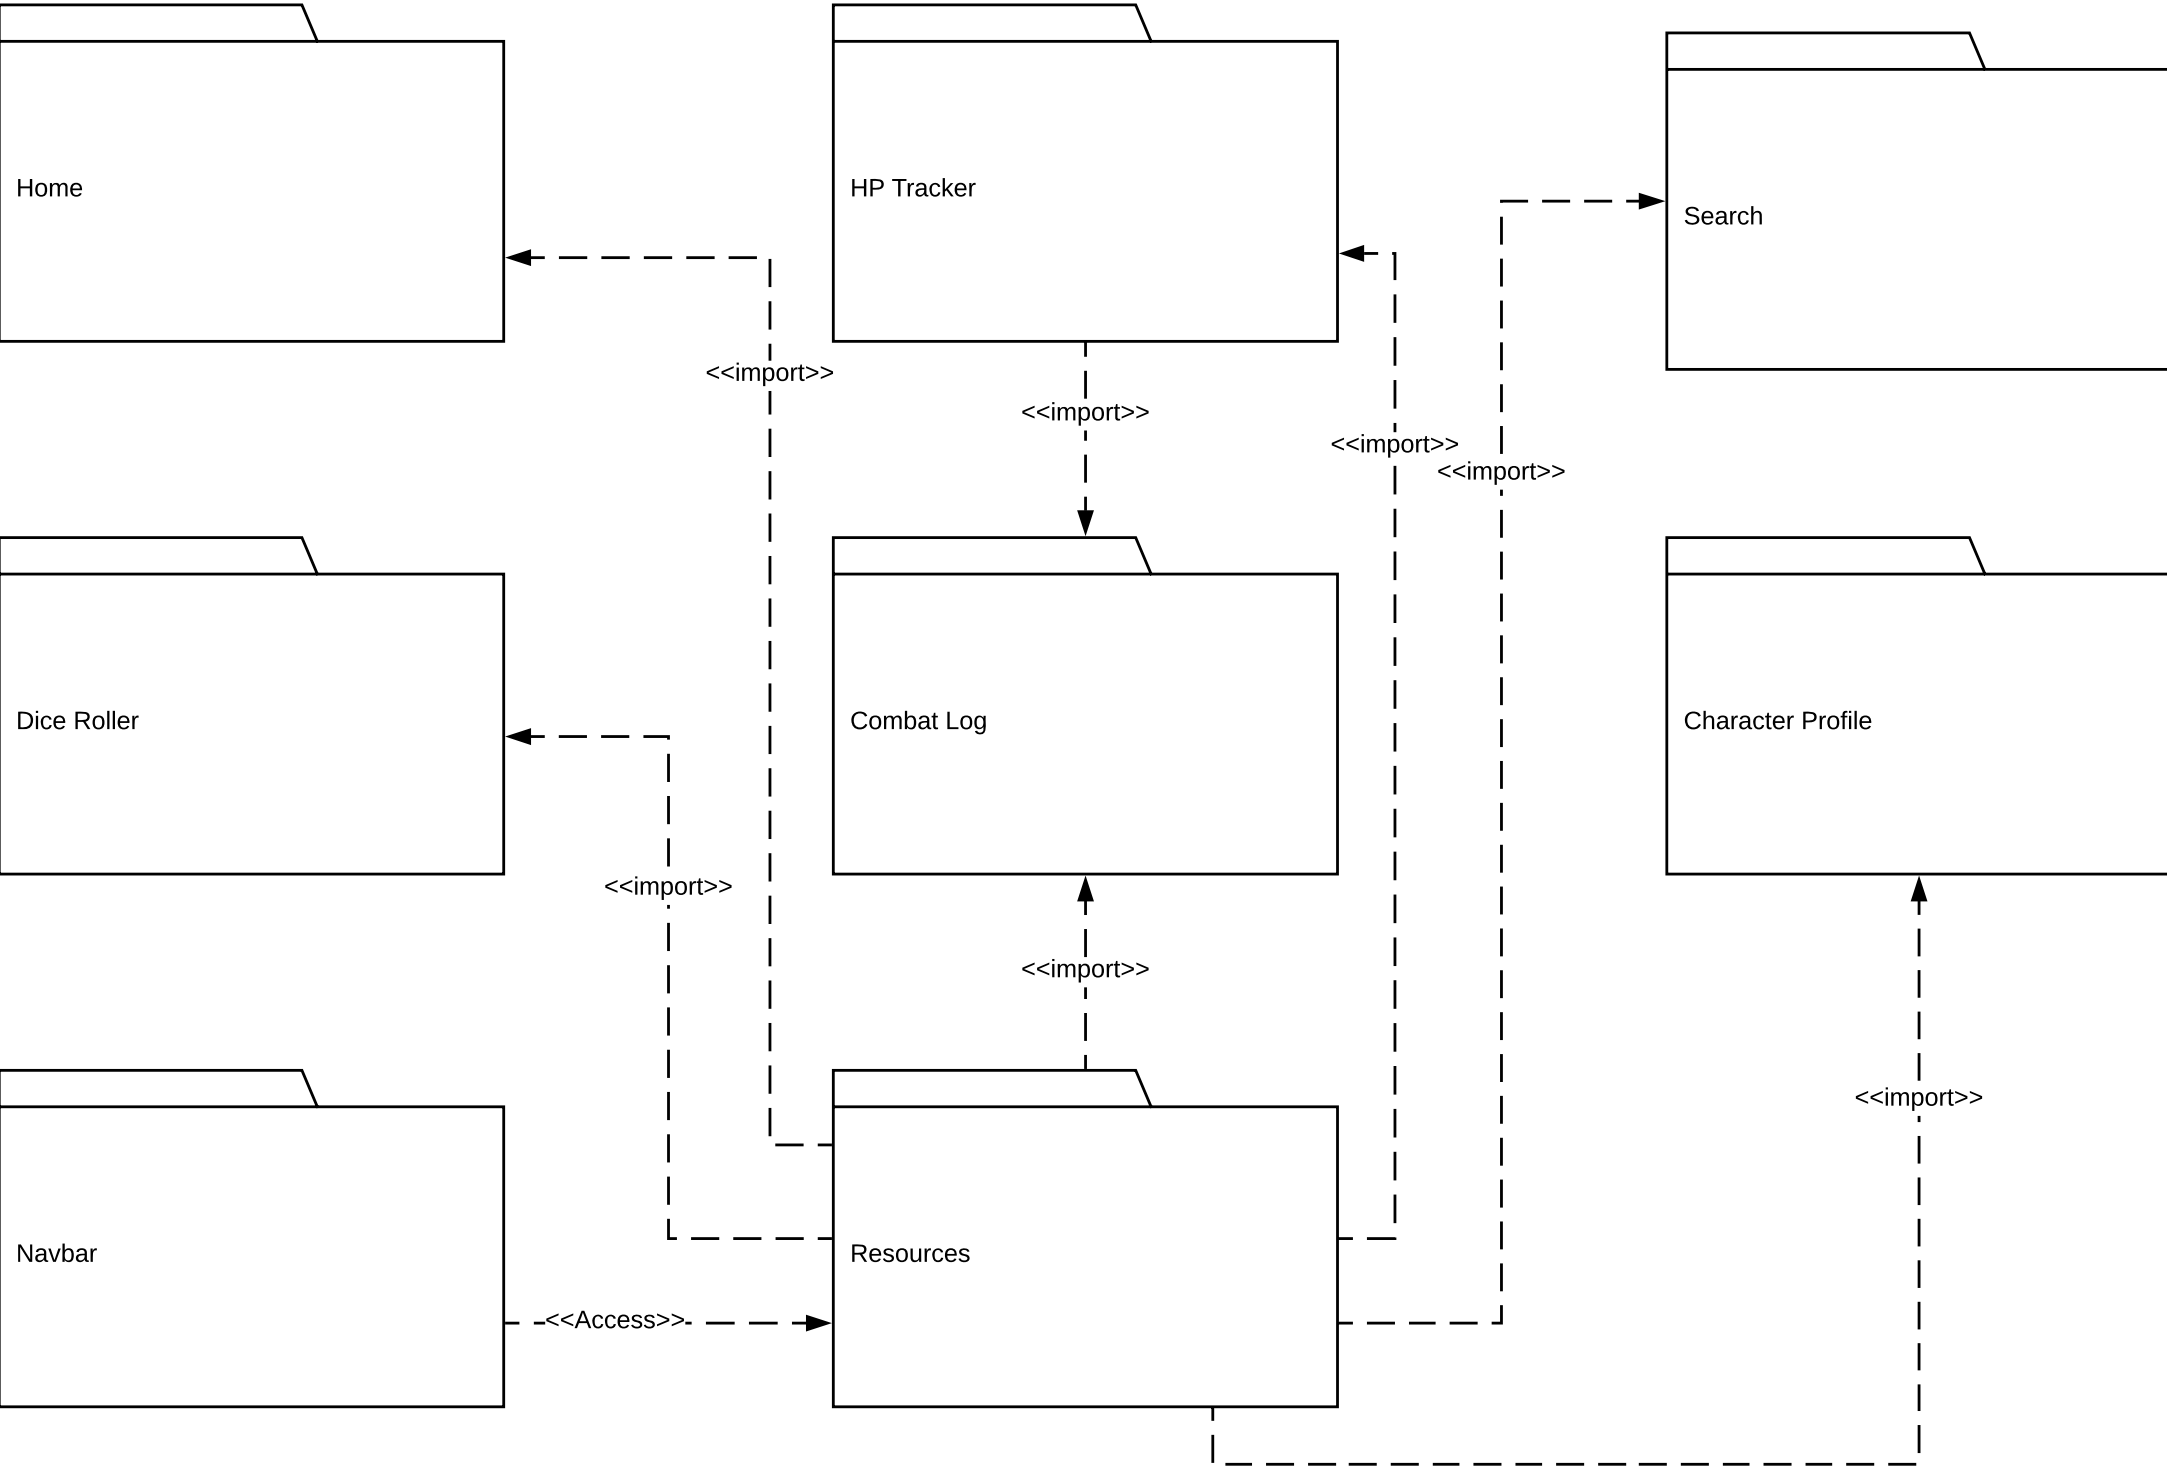 Home
HP Tracker
Search
<<import>>
<<import>>
<<import>>
<<import>>
Dice Roller
Combat Log
Character Profile
<<import>>
<<import>>
<<import>>
Navbar
Resources
<<Access>>